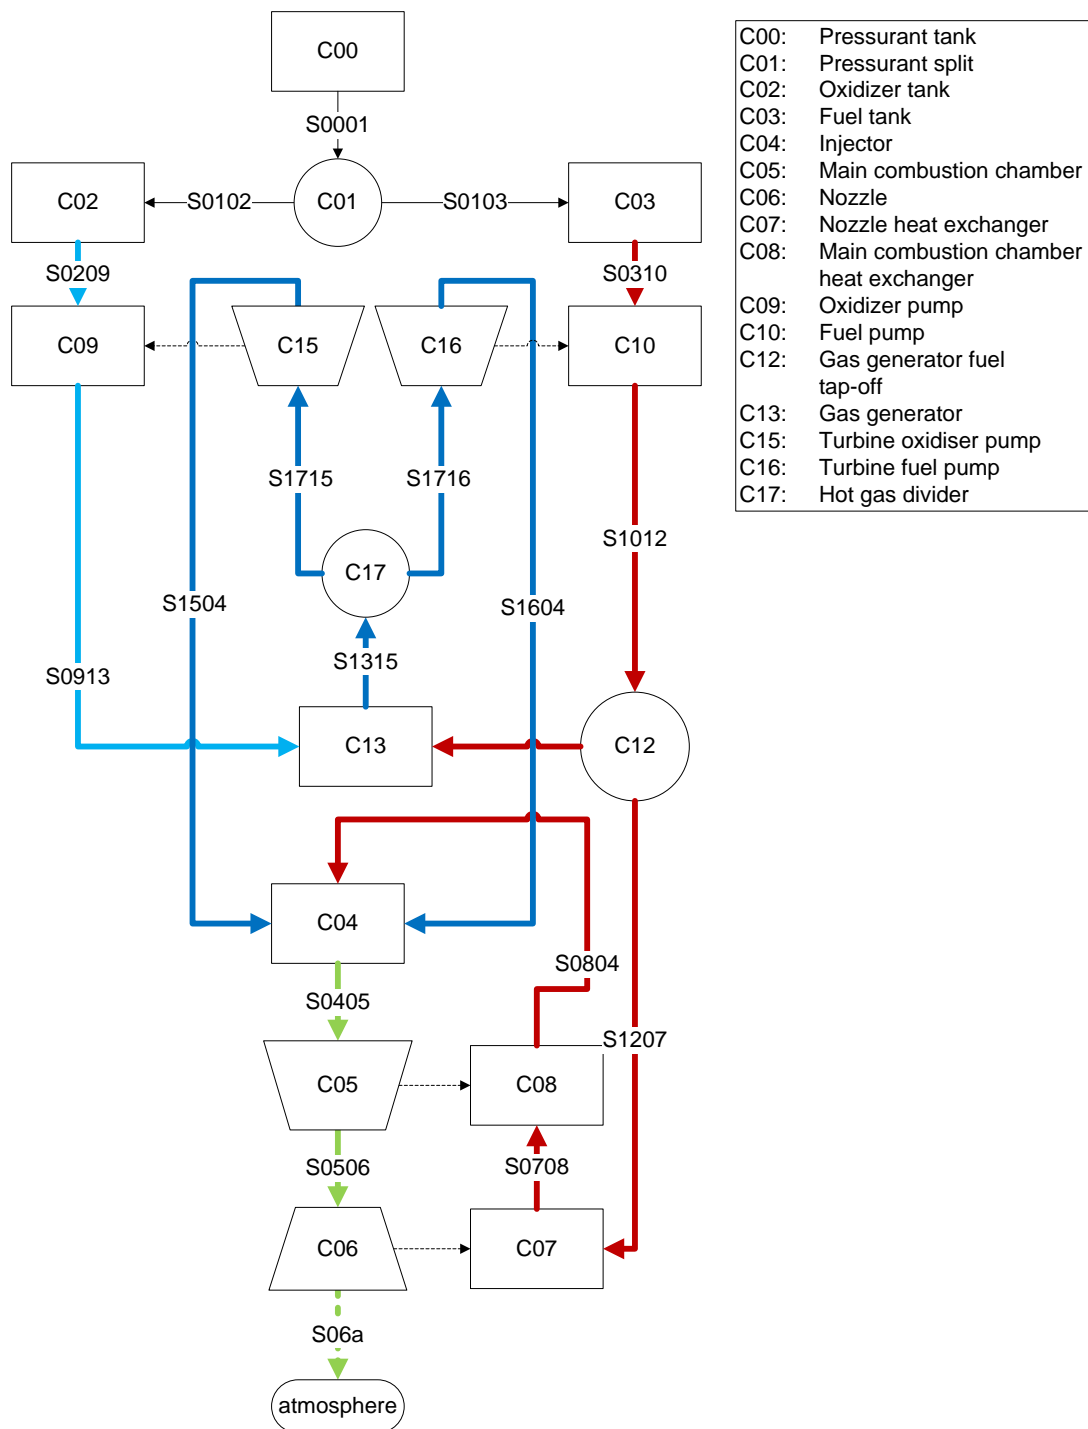 C00
S0001
C02
S0102
C01
S0103
C03
S0209
S0310
C09
C15
C16
C10
S1715
S1716
S1012
C17
S1504
S1604
S1315
S0913
C13
C12
C04
S0804
S0405
S1207
C05
C08
S0506
S0708
C06
C07
S06a
atmosphere
C00: Pressurant tank
C01: Pressurant split
C02: Oxidizer tank
C03: Fuel tank
C04: Injector
C05: Main combustion chamber
C06: Nozzle
C07: Nozzle heat exchanger
C08: Main combustion chamber
heat exchanger
C09: Oxidizer pump
C10: Fuel pump
C12: Gas generator fuel
tap-off
C13: Gas generator
C15: Turbine oxidiser pump
C16: Turbine fuel pump
C17: Hot gas divider